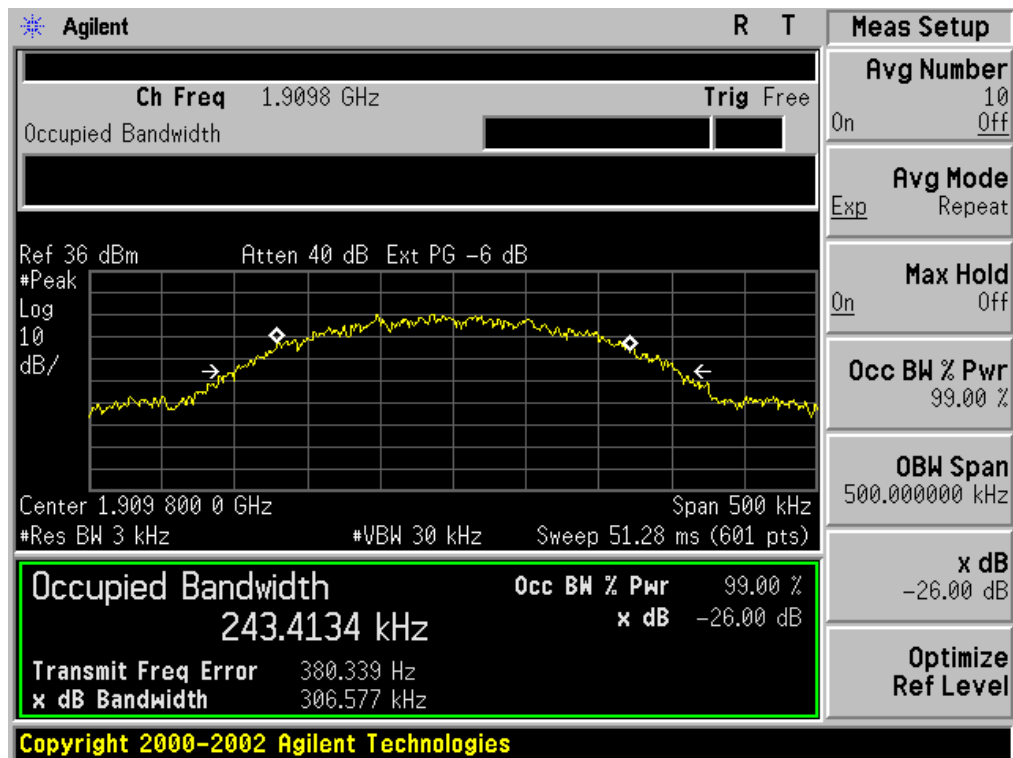 Agilent R T
Ch Freq 1.9098 GHz Trig Free
Occupied Bandwidth
Ref 36 dBm Atten 40 dB Ext PG -6 dB
#Peak
Log
10
dB/
Center 1.909 800 0 GHz Span 500 kHz
#Res BW 3 kHz #VBW 30 kHz Sweep 51.28 ms (601 pts)
Occupied Bandwidth Occ BW % Pwr 99.00 %
243.4134 kHz x dB -26.00 dB
Transmit Freq Error 380.339 Hz
x dB Bandwidth 306.577 kHz
Copyright 2000-2002 Agilent Technologies
Meas Setup
Avg Number
10
On Off
Avg Mode
Exp Repeat
Max Hold
On Off
Occ BW % Pwr
99.00 %
OBW Span
500.000000 kHz
x dB
-26.00 dB
Optimize
Ref Level